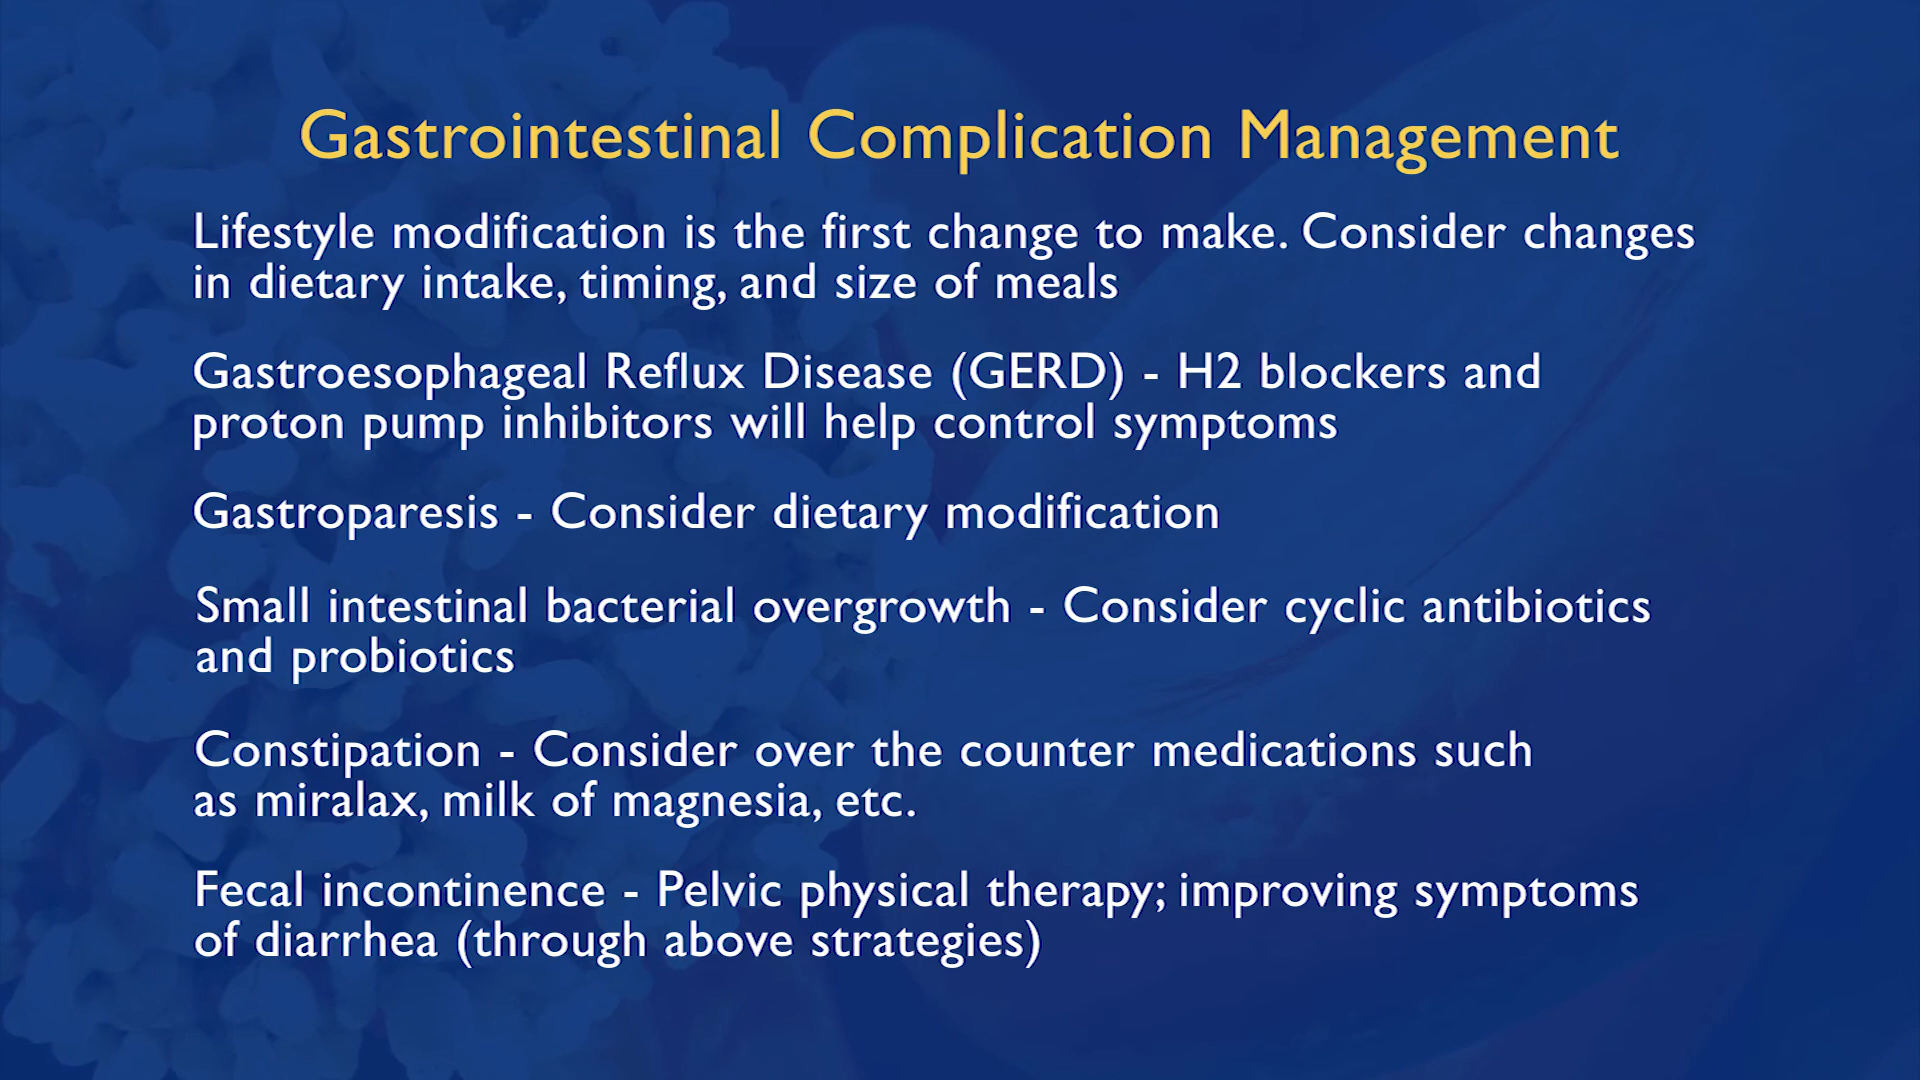 Gastrointestinal Complication Management
Lifestyle modification is the first change to make. Consider changes
in dietary intake, timing, and size of meals
Gastroesophageal Reflux Disease (GERD) - H2 blockers and
proton pump inhibitors will help control symptoms
Gastroparesis - Consider dietary modification
Small intestinal bacterial overgrowth - Consider cyclic antibiotics
and probiotics
Constipation - Consider over the counter medications such
as miralax, milk of magnesia, etc.
Fecal incontinence - Pelvic physical therapy; improving symptoms
of diarrhea (through above strategies)